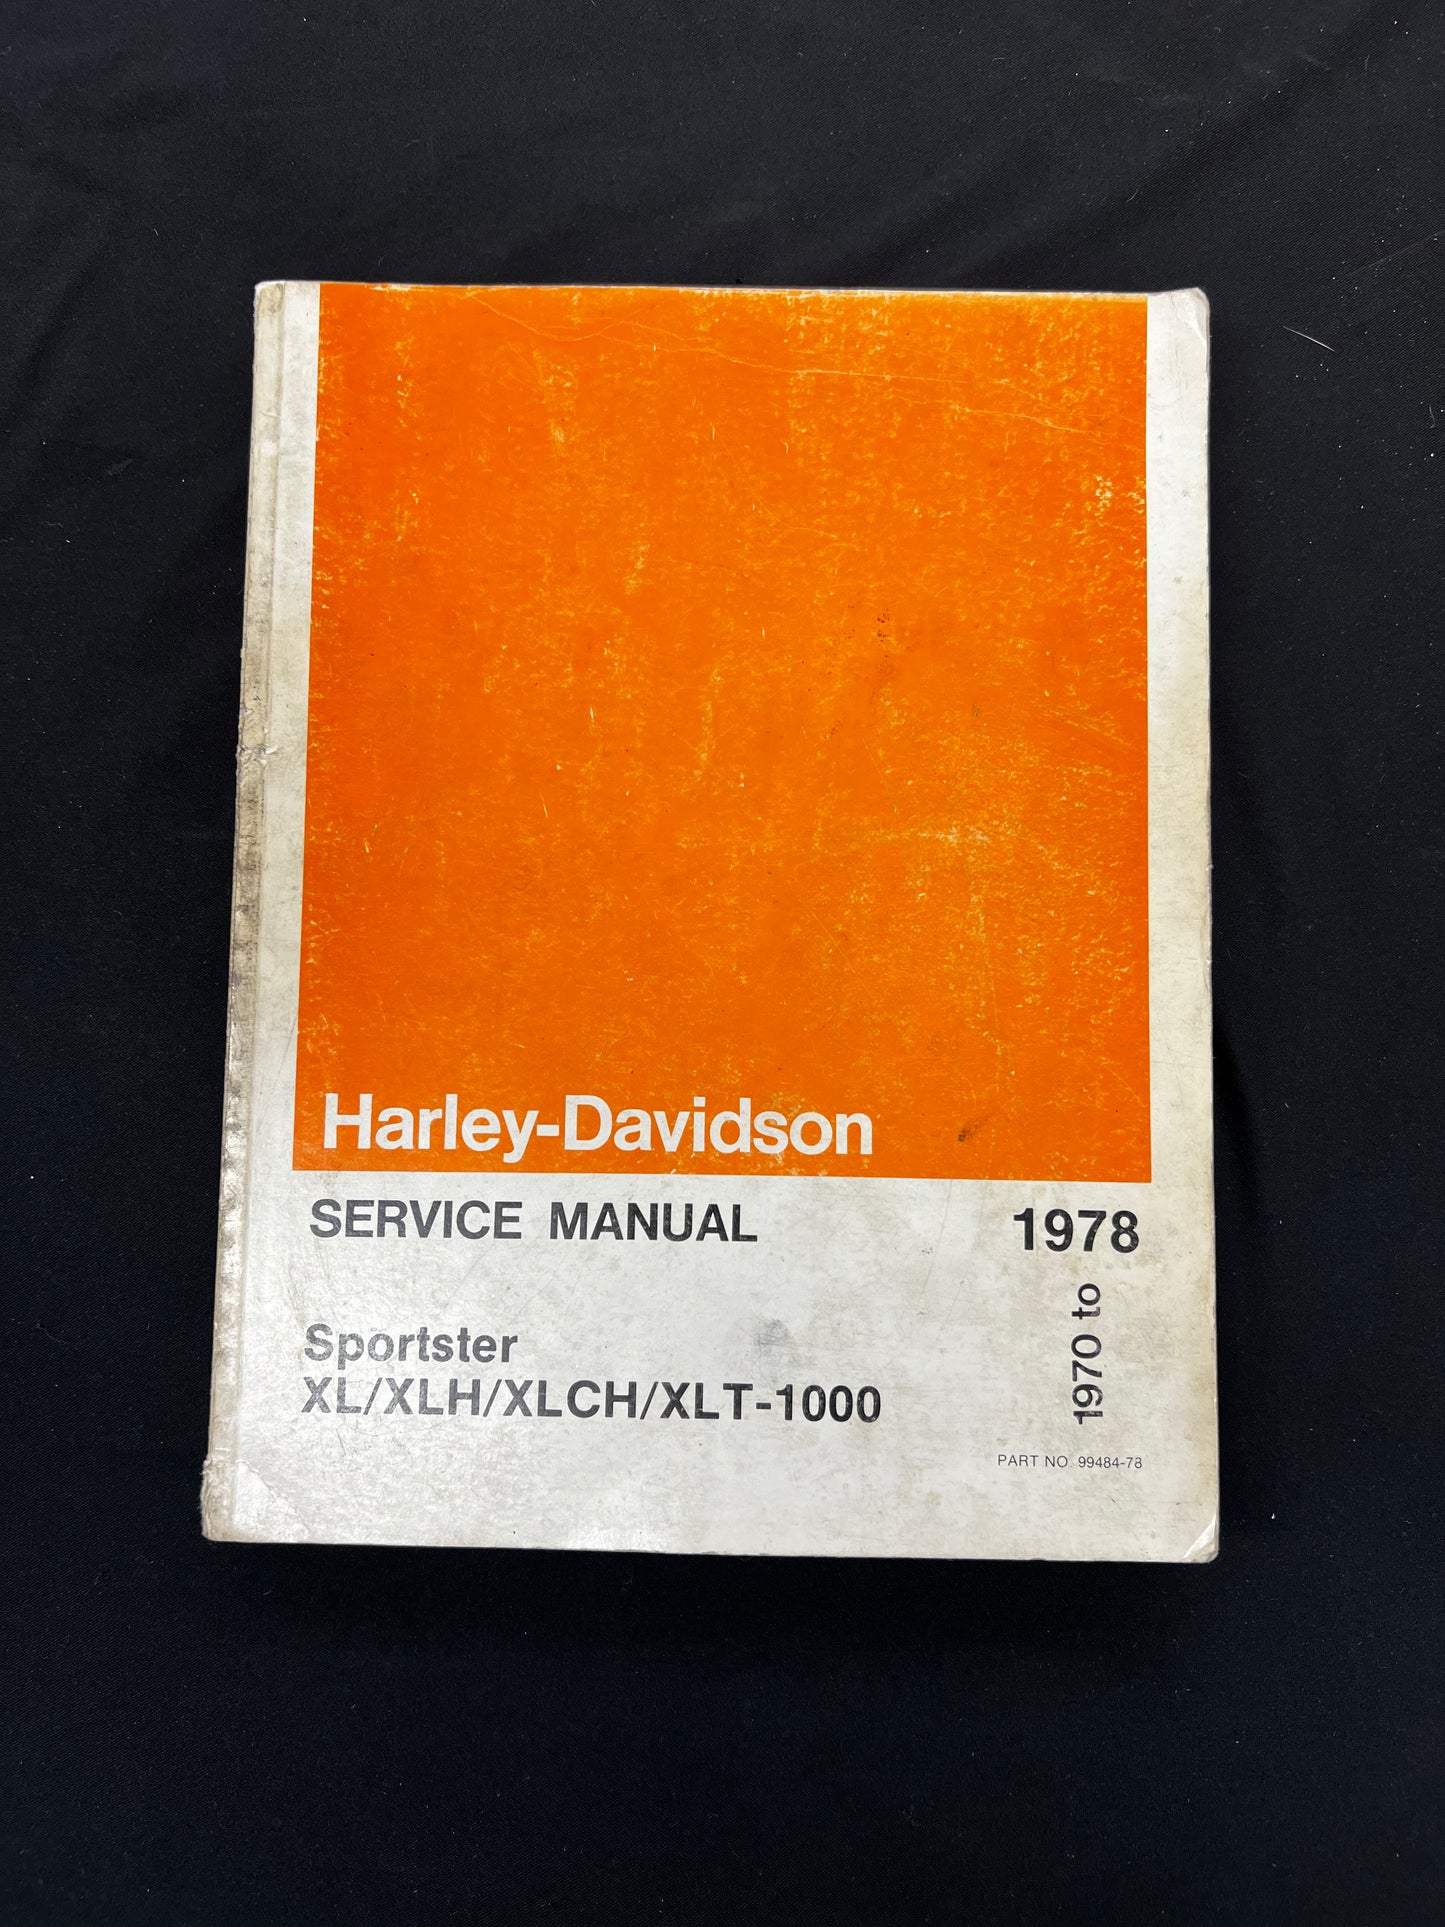 Harley-Davidson
SERVICE MANUAL
1978
1970 to
Sportster
XL/XLH/XLCH/XLT-1000
PART NO. 99484-78